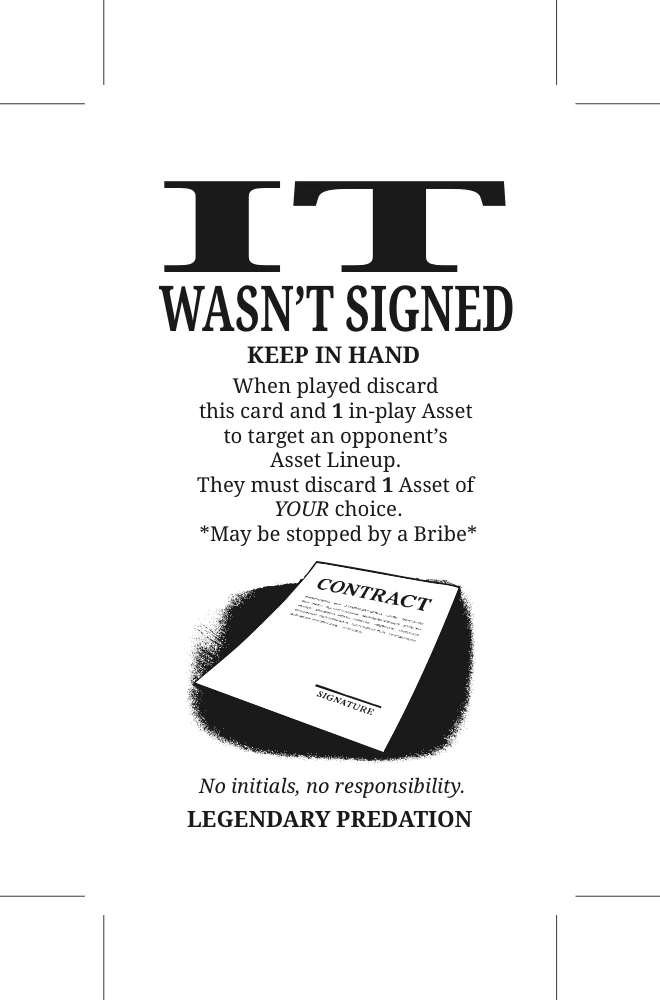 IT
WASN’T SIGNED
KEEP IN HAND
When played discard
this card and 1 in-play Asset
to target an opponent’s
Asset Lineup.
They must discard 1 Asset of
YOUR choice.
*May be stopped by a Bribe*
CONTRACT
SIGNATURE
No initials, no responsibility.
LEGENDARY PREDATION